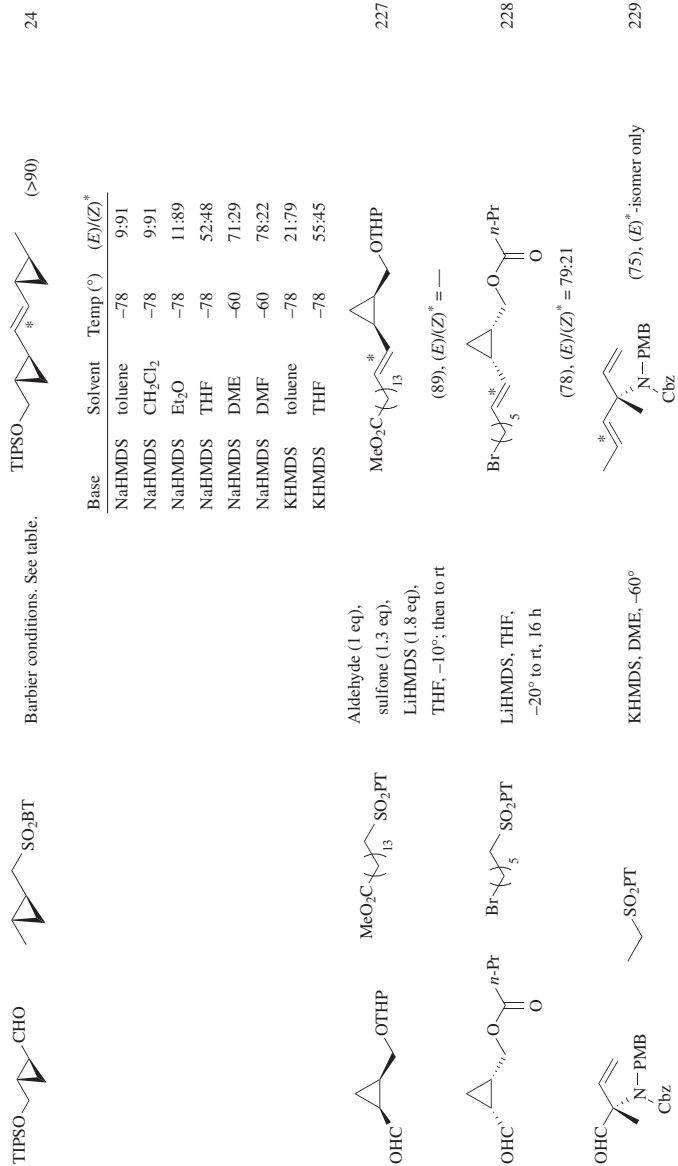 TIPSO CHO
SO2BT
Barbier conditions. See table.
TIPSO * (>90)
24
Base Solvent Temp (°) (E)/(Z)*
NaHMDS toluene –78 9:91
NaHMDS CH2Cl2 –78 9:91
NaHMDS Et2O –78 11:89
NaHMDS THF –78 52:48
NaHMDS DME –60 71:29
NaHMDS DMF –60 78:22
KHMDS toluene –78 21:79
KHMDS THF –78 55:45
OHC OTHP
MeO2C ( )13 SO2PT
Aldehyde (1 eq),
sulfone (1.3 eq),
LiHMDS (1.8 eq),
THF, –10°; then to rt
MeO2C ( )13 * OTHP
(89), (E)/(Z)* = —
227
OHC O n-Pr
O
Br ( )5 SO2PT
LiHMDS, THF,
–20° to rt, 16 h
Br ( )5 * O n-Pr
O
(78), (E)/(Z)* = 79:21
228
OHC
N–PMB
Cbz
SO2PT
KHMDS, DME, –60°
*
N–PMB
Cbz
(75), (E)*-isomer only
229